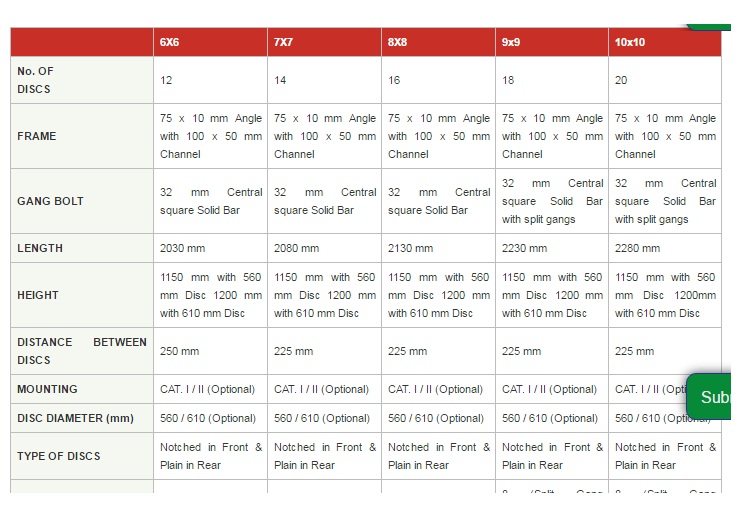 6X6 7X7 8X8 9x9 10x10
No. OF
DISCS
12 14 16 18 20
FRAME
75 x 10 mm Angle 75 x 10 mm Angle 75 x 10 mm Angle 75 x 10 mm Angle 75 x 10 mm Angle
with 100 x 50 mm with 100 x 50 mm with 100 x 50 mm with 100 x 50 mm with 100 x 50 mm
Channel Channel Channel Channel Channel
GANG BOLT
32 mm Central 32 mm Central 32 mm Central 32 mm Central 32 mm Central
square Solid Bar square Solid Bar square Solid Bar square Solid Bar square Solid Bar
with split gangs with split gangs
LENGTH 2030 mm 2080 mm 2130 mm 2230 mm 2280 mm
HEIGHT
1150 mm with 560 1150 mm with 560 1150 mm with 560 1150 mm with 560 1150 mm with 560
mm Disc 1200 mm mm Disc 1200 mm mm Disc 1200 mm mm Disc 1200 mm mm Disc 1200mm
with 610 mm Disc with 610 mm Disc with 610 mm Disc with 610 mm Disc with 610 mm Disc
DISTANCE BETWEEN
DISCS
250 mm 225 mm 225 mm 225 mm 225 mm
MOUNTING CAT. I / II (Optional) CAT. I / II (Optional) CAT. I / II (Optional) CAT. I / II (Optional) CAT. I / II
Subr
DISC DIAMETER (mm) 560 / 610 (Optional) 560 / 610 (Optional) 560 / 610 (Optional) 560 / 610 (Optional) 560 / 610 (Optional)
TYPE OF DISCS
Notched in Front & Notched in Front & Notched in Front & Notched in Front & Notched in Front &
Plain in Rear Plain in Rear Plain in Rear Plain in Rear Plain in Rear